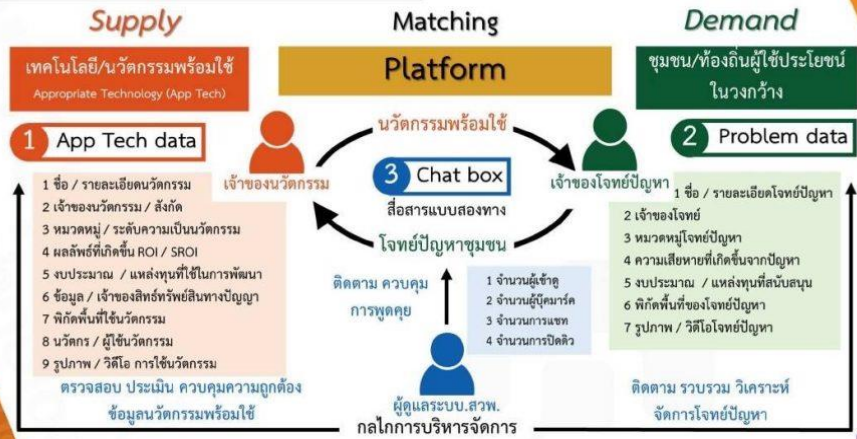 Supply
เทคโนโลยี/นวัตกรรมพร้อมใช้
Appropriate Technology (App Tech)
Matching
Platform
Demand
ชุมชน/ท้องถิ่นผู้ใช้ประโยชน์
ในวงกว้าง
1 App Tech data
เจ้าของนวัตกรรม
1 ชื่อ / รายละเอียดนวัตกรรม
2 เจ้าของนวัตกรรม / สังกัด
3 หมวดหมู่ / ระดับความเป็นนวัตกรรม
4 ผลลัพธ์ที่เกิดขึ้น ROI / SROI
5 งบประมาณ / แหล่งทุนที่ใช้ในการพัฒนา
6 ข้อมูล / เจ้าของสิทธิทรัพย์สินทางปัญญา
7 พิกัดพื้นที่ใช้นวัตกรรม
8 นวัตกร / ผู้ใช้นวัตกรรม
9 รูปภาพ / วิดีโอ การใช้นวัตกรรม
ตรวจสอบ ประเมิน ควบคุมความถูกต้อง
ข้อมูลนวัตกรรมพร้อมใช้
นวัตกรรมพร้อมใช้
3 Chat box
สื่อสารแบบสองทาง
โจทย์ปัญหาชุมชน
ติดตาม ควบคุม
การพูดคุย
1 จำนวนผู้เข้าดู
2 จำนวนผู้บุ๊คมาร์ค
3 จำนวนการแชท
4 จำนวนการปิดดิว
ผู้ดูแลระบบ.สวพ.
กลไกการบริหารจัดการ
2 Problem data
เจ้าของโจทย์ปัญหา
1 ชื่อ / รายละเอียดโจทย์ปัญหา
2 เจ้าของโจทย์
3 หมวดหมู่โจทย์ปัญหา
4 ความเสียหายที่เกิดขึ้นจากปัญหา
5 งบประมาณ / แหล่งทุนที่สนับสนุน
6 พิกัดพื้นที่ของโจทย์ปัญหา
7 รูปภาพ / วิดีโอโจทย์ปัญหา
ติดตาม รวบรวม วิเคราะห์
จัดการโจทย์ปัญหา